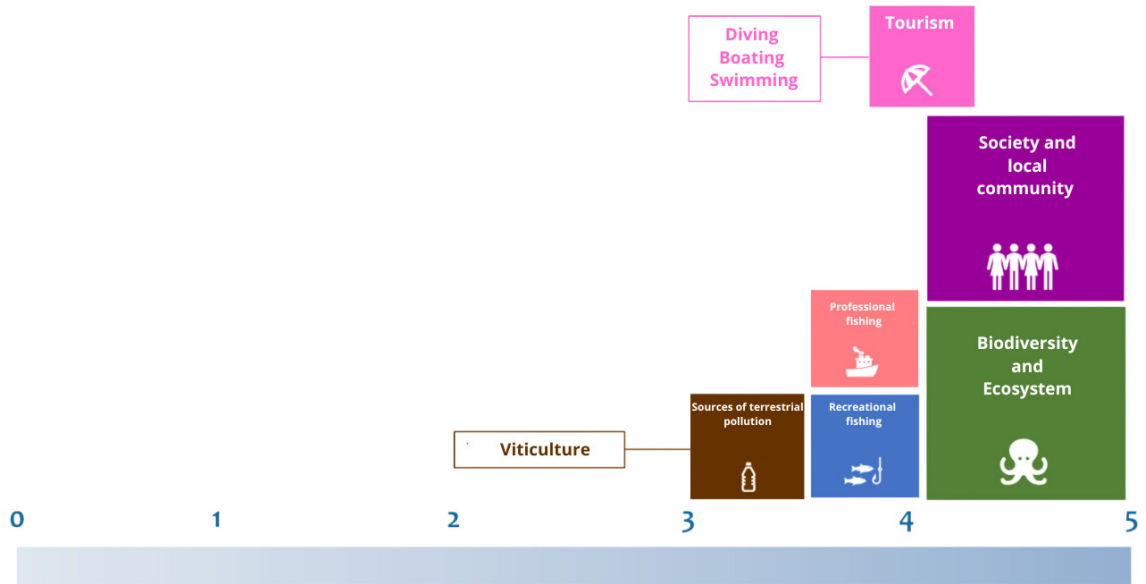 Diving
Boating
Swimming
Tourism
Society and
local
community
Professional
fishing
Biodiversity
and
Ecosystem
Sources of terrestrial
pollution
Recreational
fishing
Viticulture
0 1 2 3 4 5